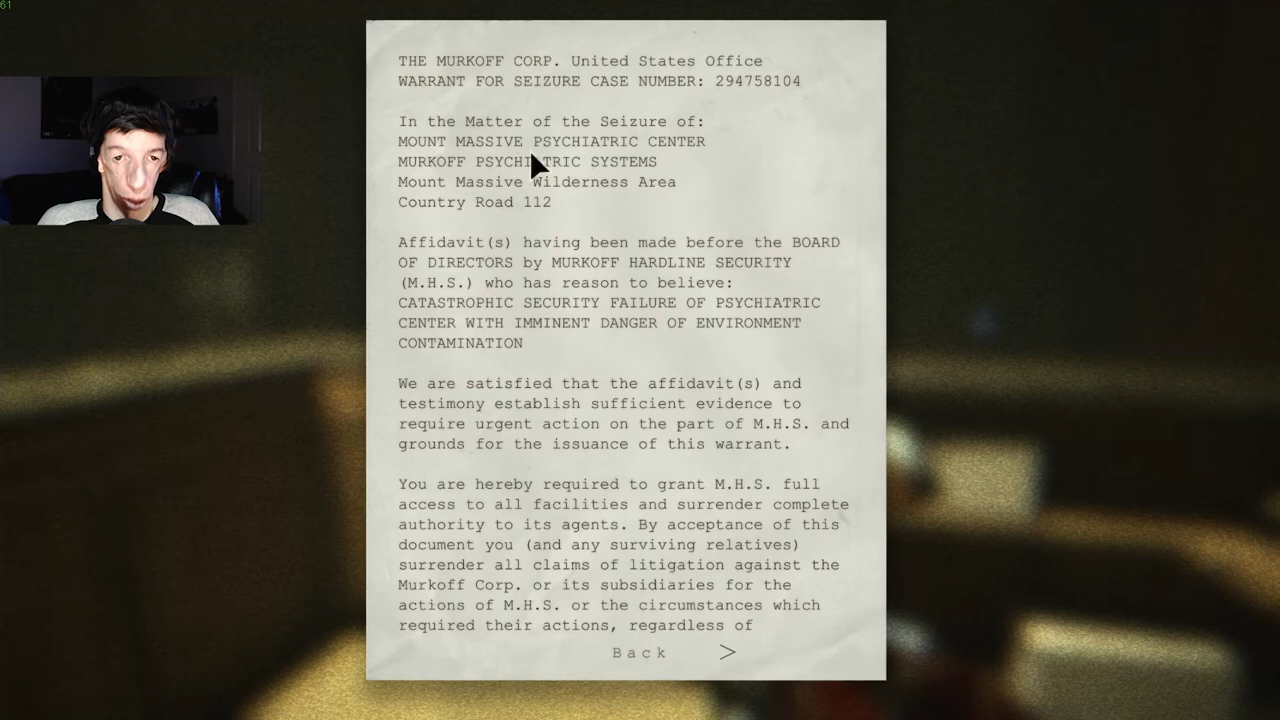 61
THE MURKOFF CORP. United States Office
WARRANT FOR SEIZURE CASE NUMBER: 294758104
In the Matter of the Seizure of:
MOUNT MASSIVE PSYCHIATRIC CENTER
MURKOFF PSYCHIATRIC SYSTEMS
Mount Massive Wilderness Area
Country Road 112
Affidavit(s) having been made before the BOARD
OF DIRECTORS by MURKOFF HARDLINE SECURITY
(M.H.S.) who has reason to believe:
CATASTROPHIC SECURITY FAILURE OF PSYCHIATRIC
CENTER WITH IMMINENT DANGER OF ENVIRONMENT
CONTAMINATION
We are satisfied that the affidavit(s) and
testimony establish sufficient evidence to
require urgent action on the part of M.H.S. and
grounds for the issuance of this warrant.
You are hereby required to grant M.H.S. full
access to all facilities and surrender complete
authority to its agents. By acceptance of this
document you (and any surviving relatives)
surrender all claims of litigation against the
Murkoff Corp. or its subsidiaries for the
actions of M.H.S. or the circumstances which
required their actions, regardless of
Back >